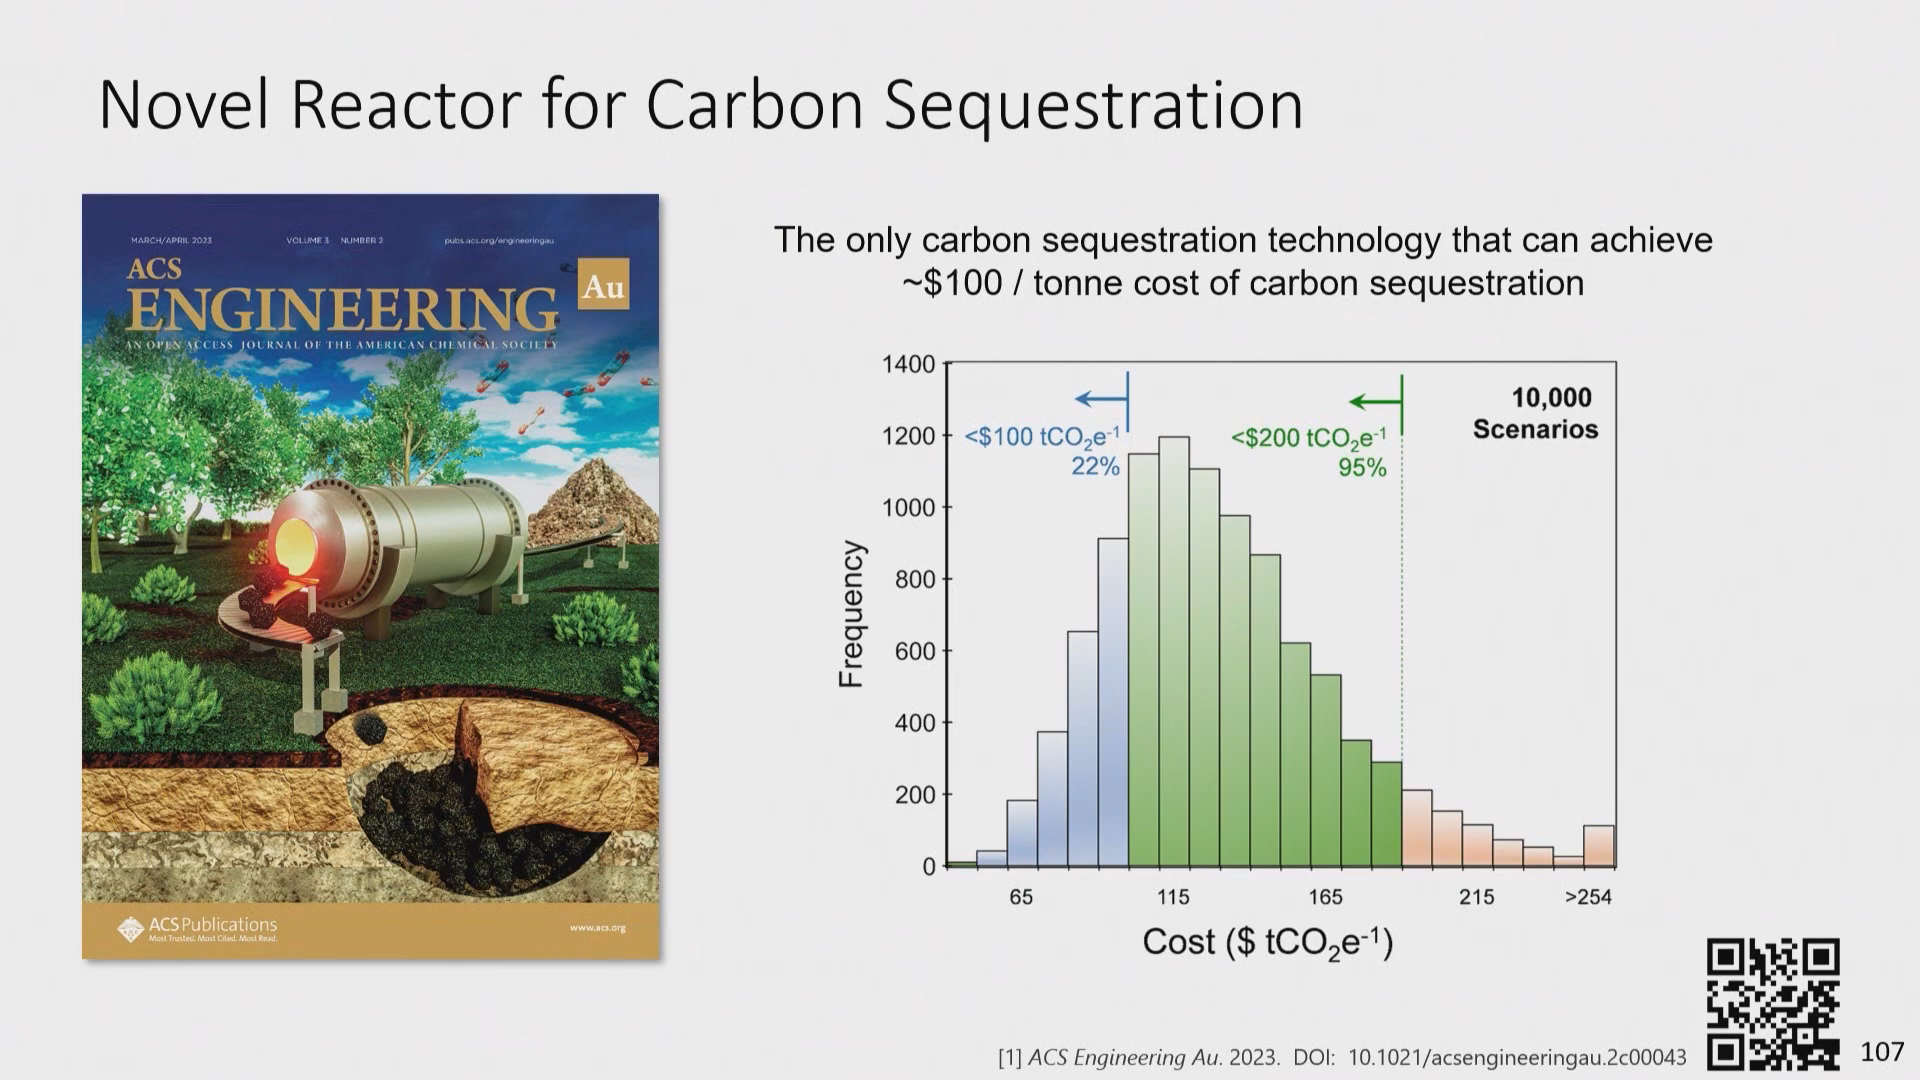 Novel Reactor for Carbon Sequestration
MARCH/APRIL 2023 VOLUME 3 NUMBER 2 pubs.acs.org/engineeringau
ACS
ENGINEERING Au
AN OPEN ACCESS JOURNAL OF THE AMERICAN CHEMICAL SOCIETY
ACS Publications
Most Trusted. Most Cited. Most Read.
www.acs.org
The only carbon sequestration technology that can achieve
~$100 / tonne cost of carbon sequestration
1400
1200
1000
800
600
400
200
0
Frequency
<$100 tCO₂e⁻¹
22%
<$200 tCO₂e⁻¹
95%
10,000
Scenarios
65 115 165 215 >254
Cost ($ tCO₂e⁻¹)
[1] ACS Engineering Au. 2023. DOI: 10.1021/acsengineeringau.2c00043
107